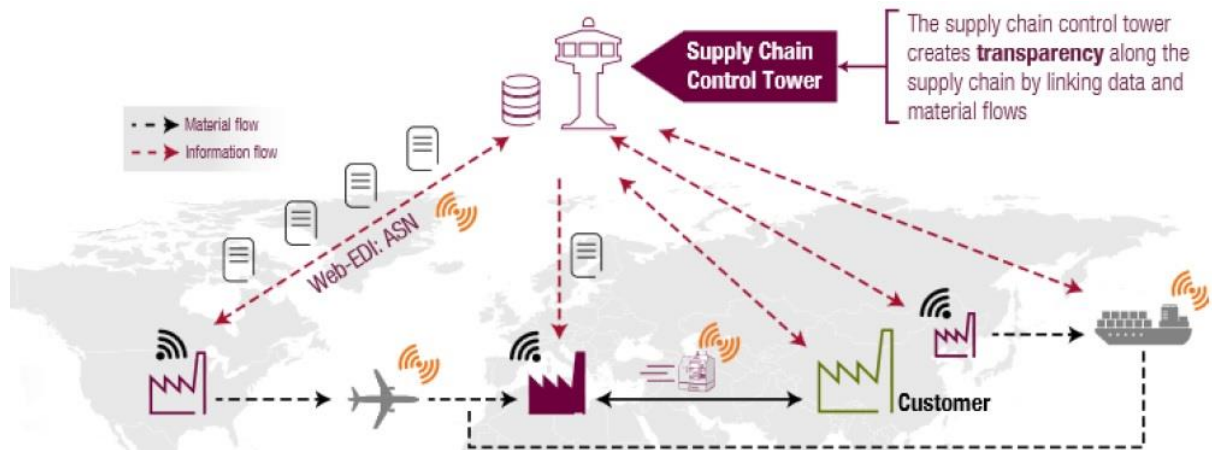 Supply Chain
Control Tower
The supply chain control tower
creates transparency along the
supply chain by linking data and
material flows
Material flow
Information flow
Web-EDI: ASN
Customer